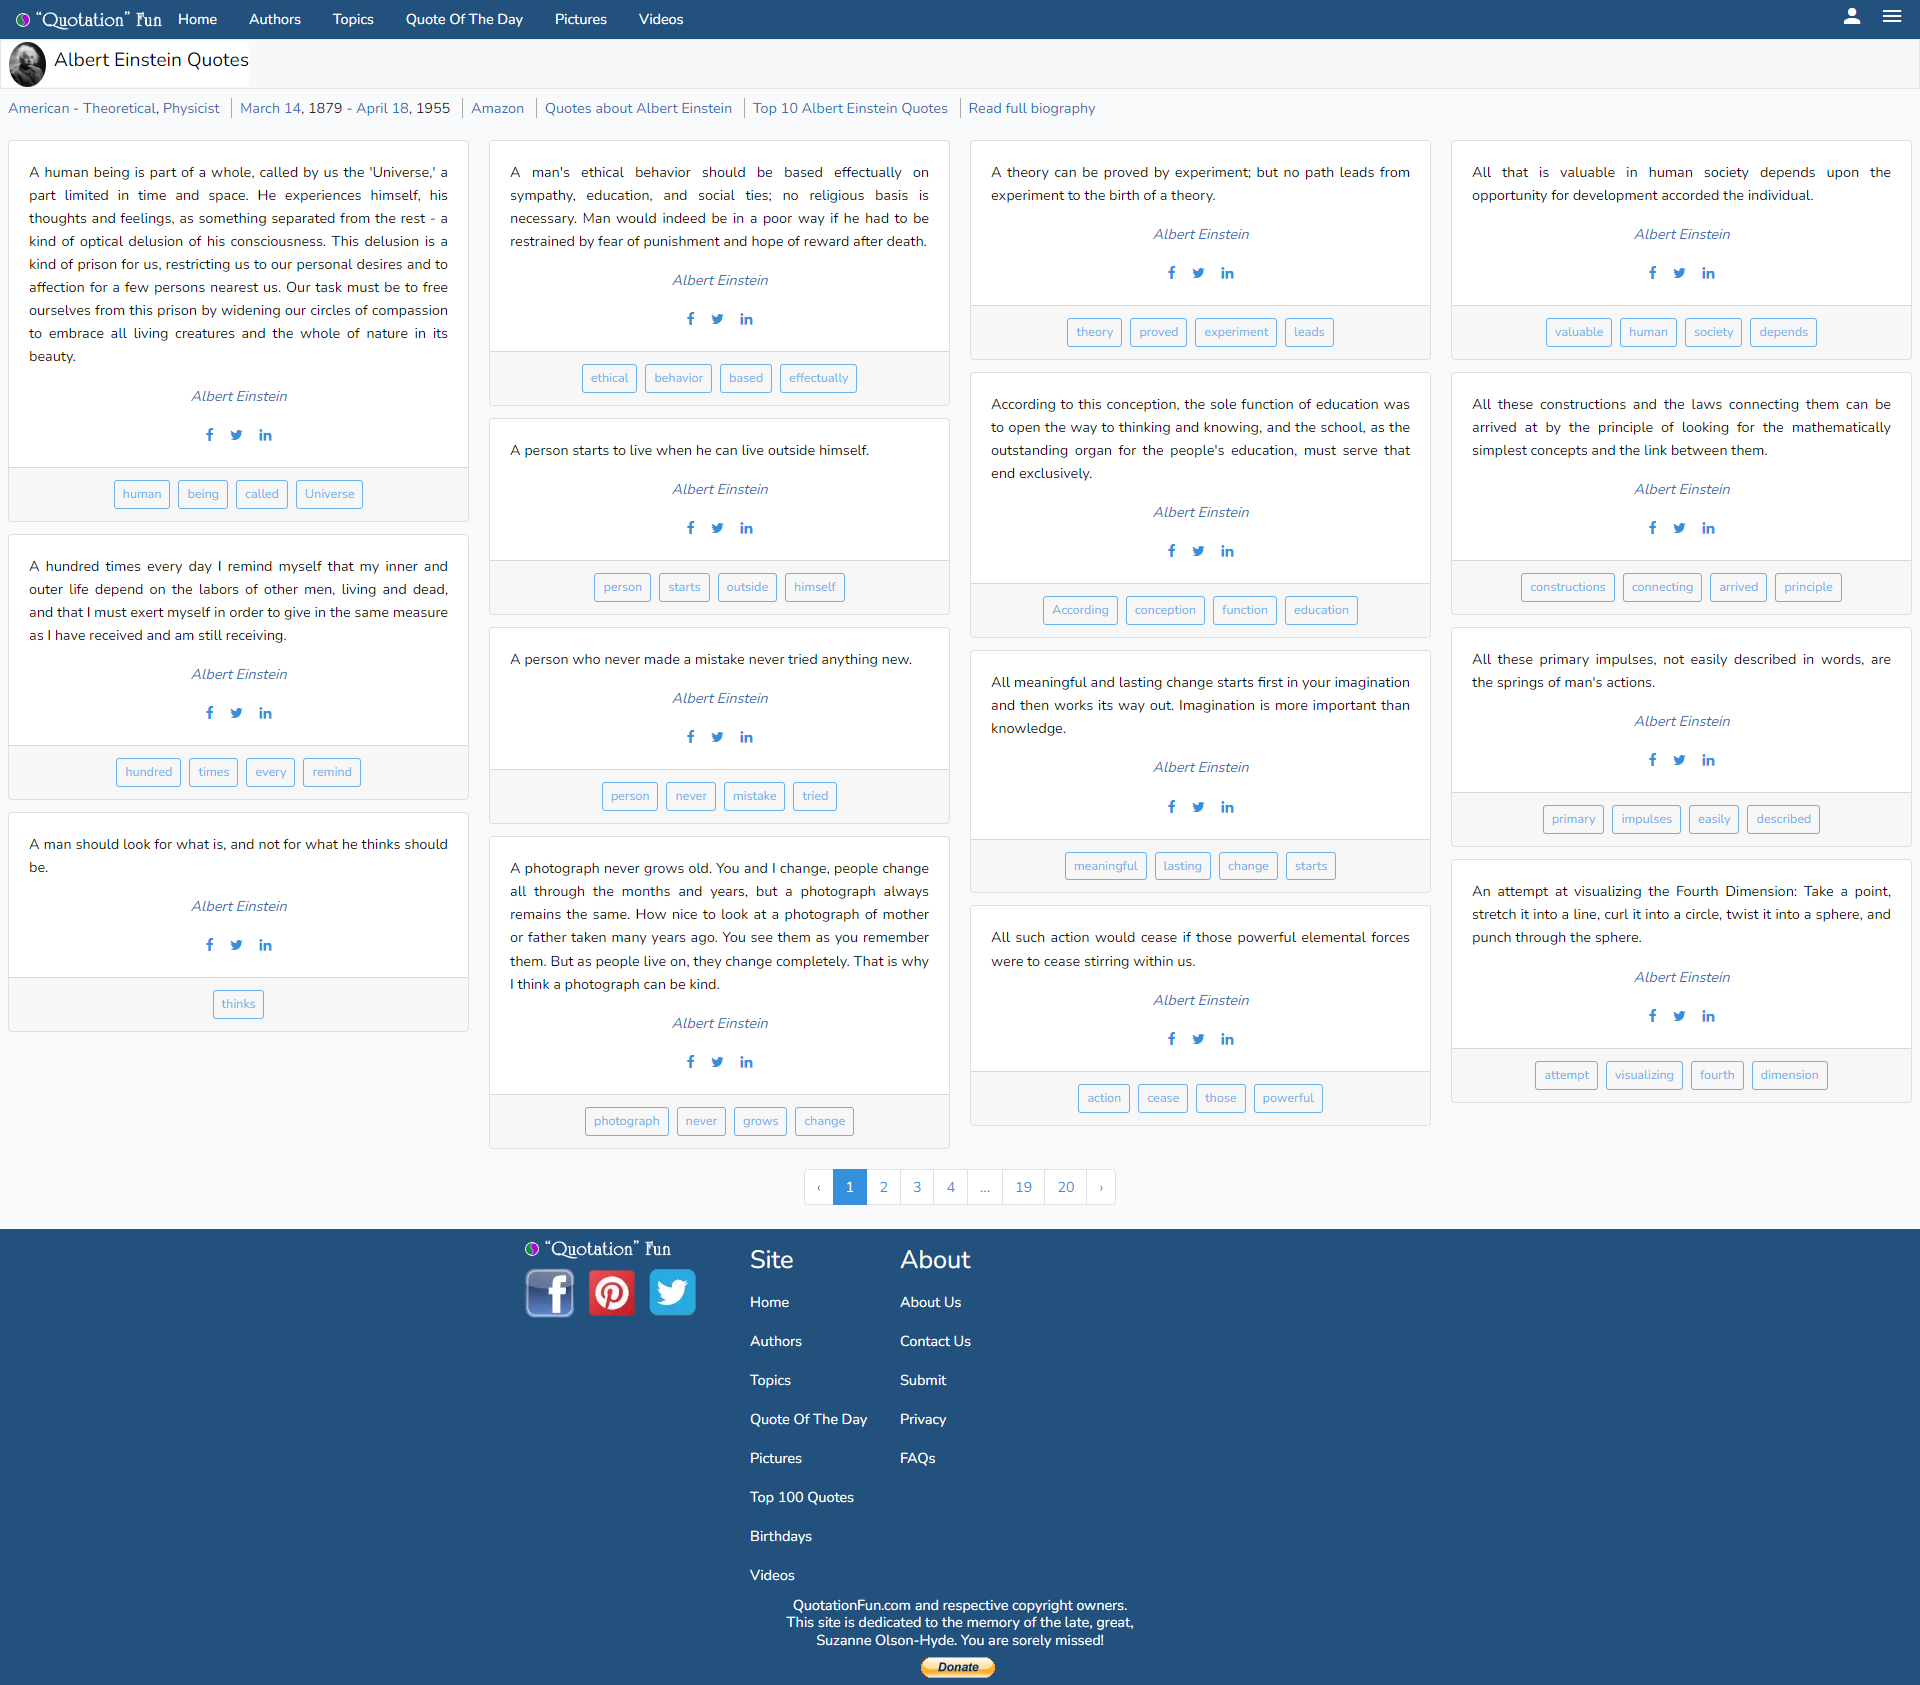 "Quotation" Fun Home Authors Topics Quote Of The Day Pictures Videos
Albert Einstein Quotes
American - Theoretical, Physicist March 14, 1879 - April 18, 1955 Amazon Quotes about Albert Einstein Top 10 Albert Einstein Quotes Read full biography
A human being is part of a whole, called by us the 'Universe,' a
part limited in time and space. He experiences himself, his
thoughts and feelings, as something separated from the rest - a
kind of optical delusion of his consciousness. This delusion is a
kind of prison for us, restricting us to our personal desires and to
affection for a few persons nearest us. Our task must be to free
ourselves from this prison by widening our circles of compassion
to embrace all living creatures and the whole of nature in its
beauty.
Albert Einstein
human being called Universe
A hundred times every day I remind myself that my inner and
outer life depend on the labors of other men, living and dead,
and that I must exert myself in order to give in the same measure
as I have received and am still receiving.
Albert Einstein
hundred times every remind
A man should look for what is, and not for what he thinks should
be.
Albert Einstein
thinks
A man's ethical behavior should be based effectually on
sympathy, education, and social ties; no religious basis is
necessary. Man would indeed be in a poor way if he had to be
restrained by fear of punishment and hope of reward after death.
Albert Einstein
ethical behavior based effectually
A person starts to live when he can live outside himself.
Albert Einstein
person starts outside himself
A person who never made a mistake never tried anything new.
Albert Einstein
person never mistake tried
A photograph never grows old. You and I change, people change
all through the months and years, but a photograph always
remains the same. How nice to look at a photograph of mother
or father taken many years ago. You see them as you remember
them. But as people live on, they change completely. That is why
I think a photograph can be kind.
Albert Einstein
photograph never grows change
A theory can be proved by experiment; but no path leads from
experiment to the birth of a theory.
Albert Einstein
theory proved experiment leads
According to this conception, the sole function of education was
to open the way to thinking and knowing, and the school, as the
outstanding organ for the people's education, must serve that
end exclusively.
Albert Einstein
According conception function education
All meaningful and lasting change starts first in your imagination
and then works its way out. Imagination is more important than
knowledge.
Albert Einstein
meaningful lasting change starts
All such action would cease if those powerful elemental forces
were to cease stirring within us.
Albert Einstein
action cease those powerful
All that is valuable in human society depends upon the
opportunity for development accorded the individual.
Albert Einstein
valuable human society depends
All these constructions and the laws connecting them can be
arrived at by the principle of looking for the mathematically
simplest concepts and the link between them.
Albert Einstein
constructions connecting arrived principle
All these primary impulses, not easily described in words, are
the springs of man's actions.
Albert Einstein
primary impulses easily described
An attempt at visualizing the Fourth Dimension: Take a point,
stretch it into a line, curl it into a circle, twist it into a sphere, and
punch through the sphere.
Albert Einstein
attempt visualizing fourth dimension
‹ 1 2 3 4 ... 19 20 ›
"Quotation" Fun
Site
Home
Authors
Topics
Quote Of The Day
Pictures
Top 100 Quotes
Birthdays
Videos
About
About Us
Contact Us
Submit
Privacy
FAQs
QuotationFun.com and respective copyright owners.
This site is dedicated to the memory of the late, great,
Suzanne Olson-Hyde. You are sorely missed!
Donate